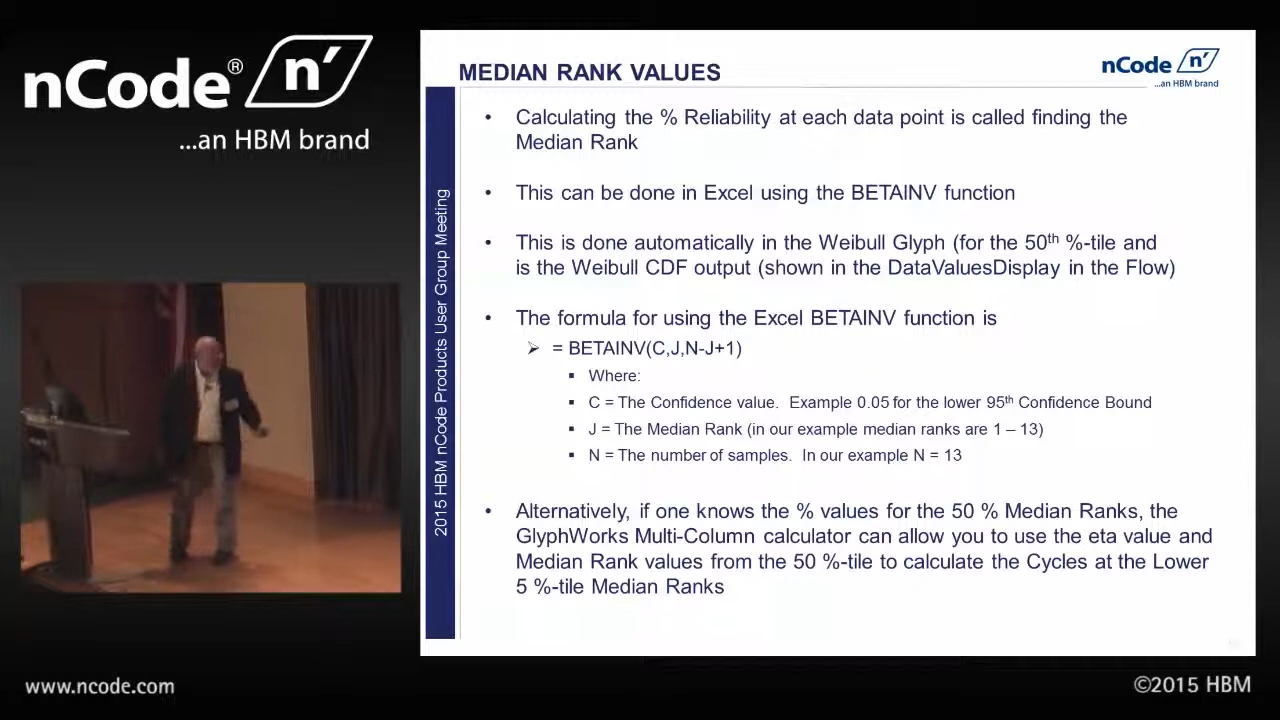 nCode® n'
...an HBM brand
MEDIAN RANK VALUES
nCode n'
...an HBM brand
2015 HBM nCode Products User Group Meeting
• Calculating the % Reliability at each data point is called finding the
Median Rank
• This can be done in Excel using the BETAINV function
• This is done automatically in the Weibull Glyph (for the 50th %-tile and
is the Weibull CDF output (shown in the DataValuesDisplay in the Flow)
• The formula for using the Excel BETAINV function is
➢ = BETAINV(C,J,N-J+1)
▪ Where:
▪ C = The Confidence value. Example 0.05 for the lower 95th Confidence Bound
▪ J = The Median Rank (in our example median ranks are 1 – 13)
▪ N = The number of samples. In our example N = 13
• Alternatively, if one knows the % values for the 50 % Median Ranks, the
GlyphWorks Multi-Column calculator can allow you to use the eta value and
Median Rank values from the 50 %-tile to calculate the Cycles at the Lower
5 %-tile Median Ranks
www.ncode.com
©2015 HBM